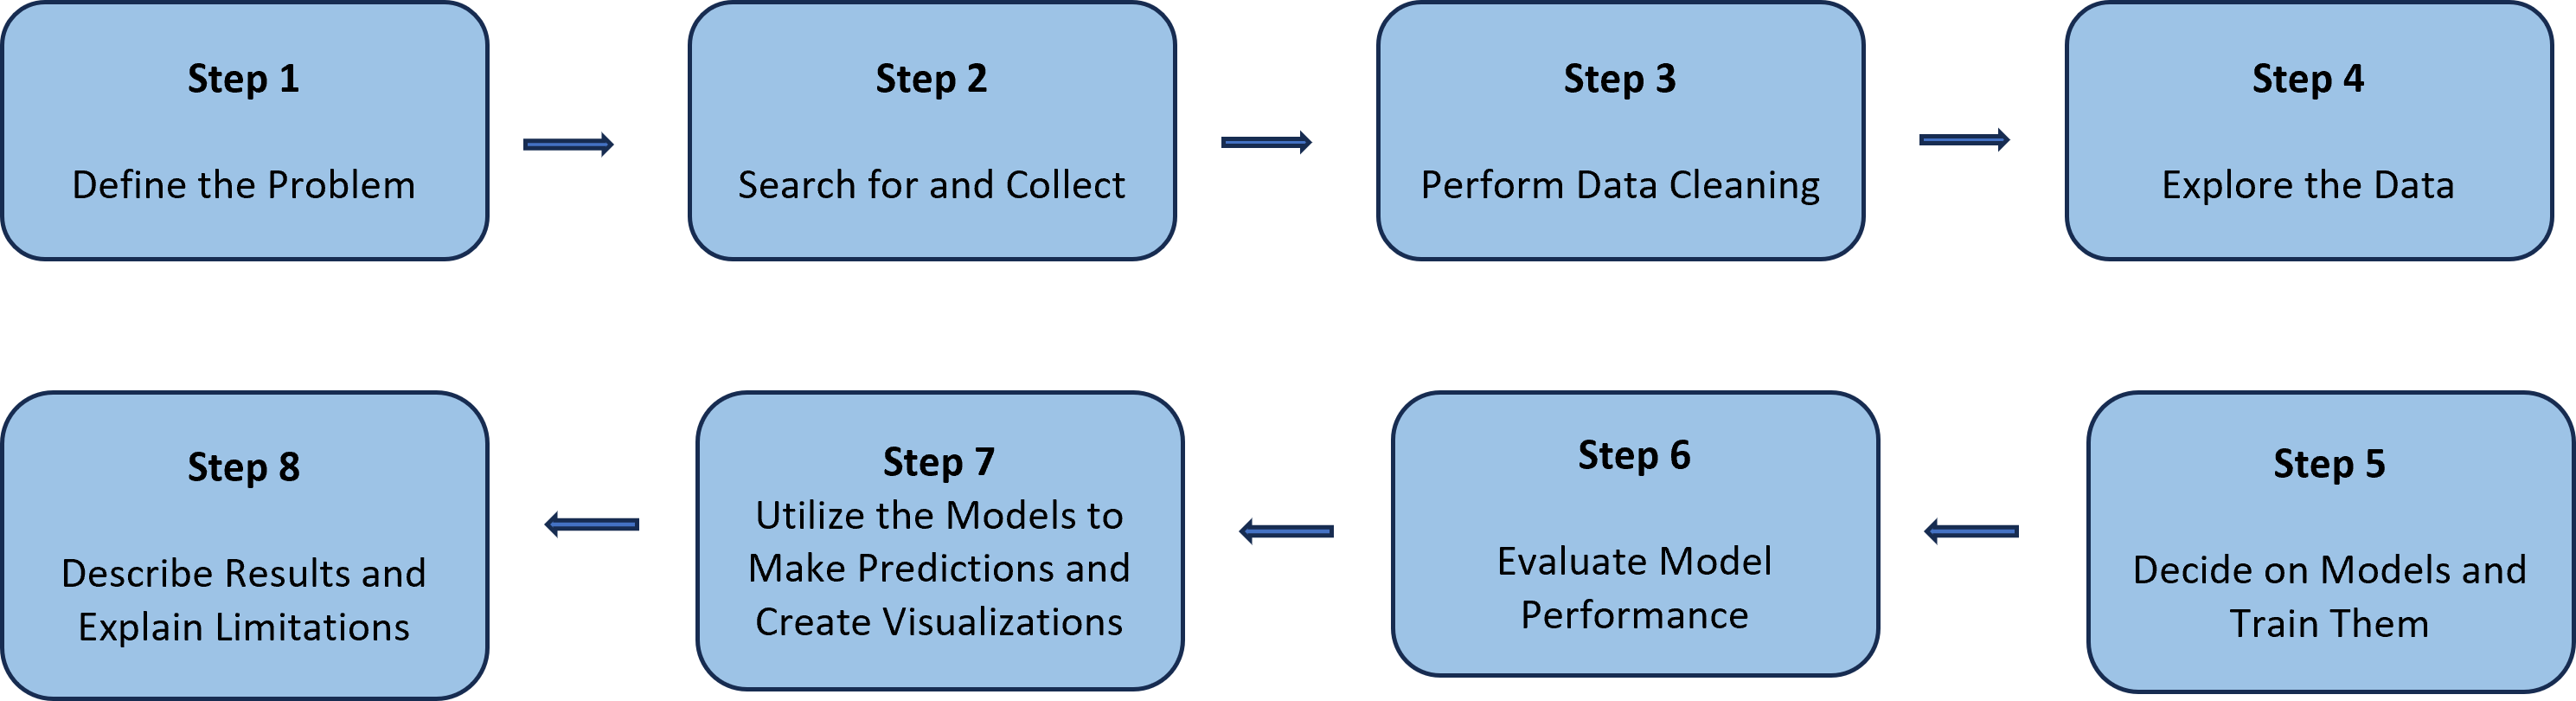 Step 1
Define the Problem
Step 2
Search for and Collect
Step 3
Perform Data Cleaning
Step 4
Explore the Data
Step 5
Decide on Models and
Train Them
Step 6
Evaluate Model
Performance
Step 7
Utilize the Models to
Make Predictions and
Create Visualizations
Step 8
Describe Results and
Explain Limitations